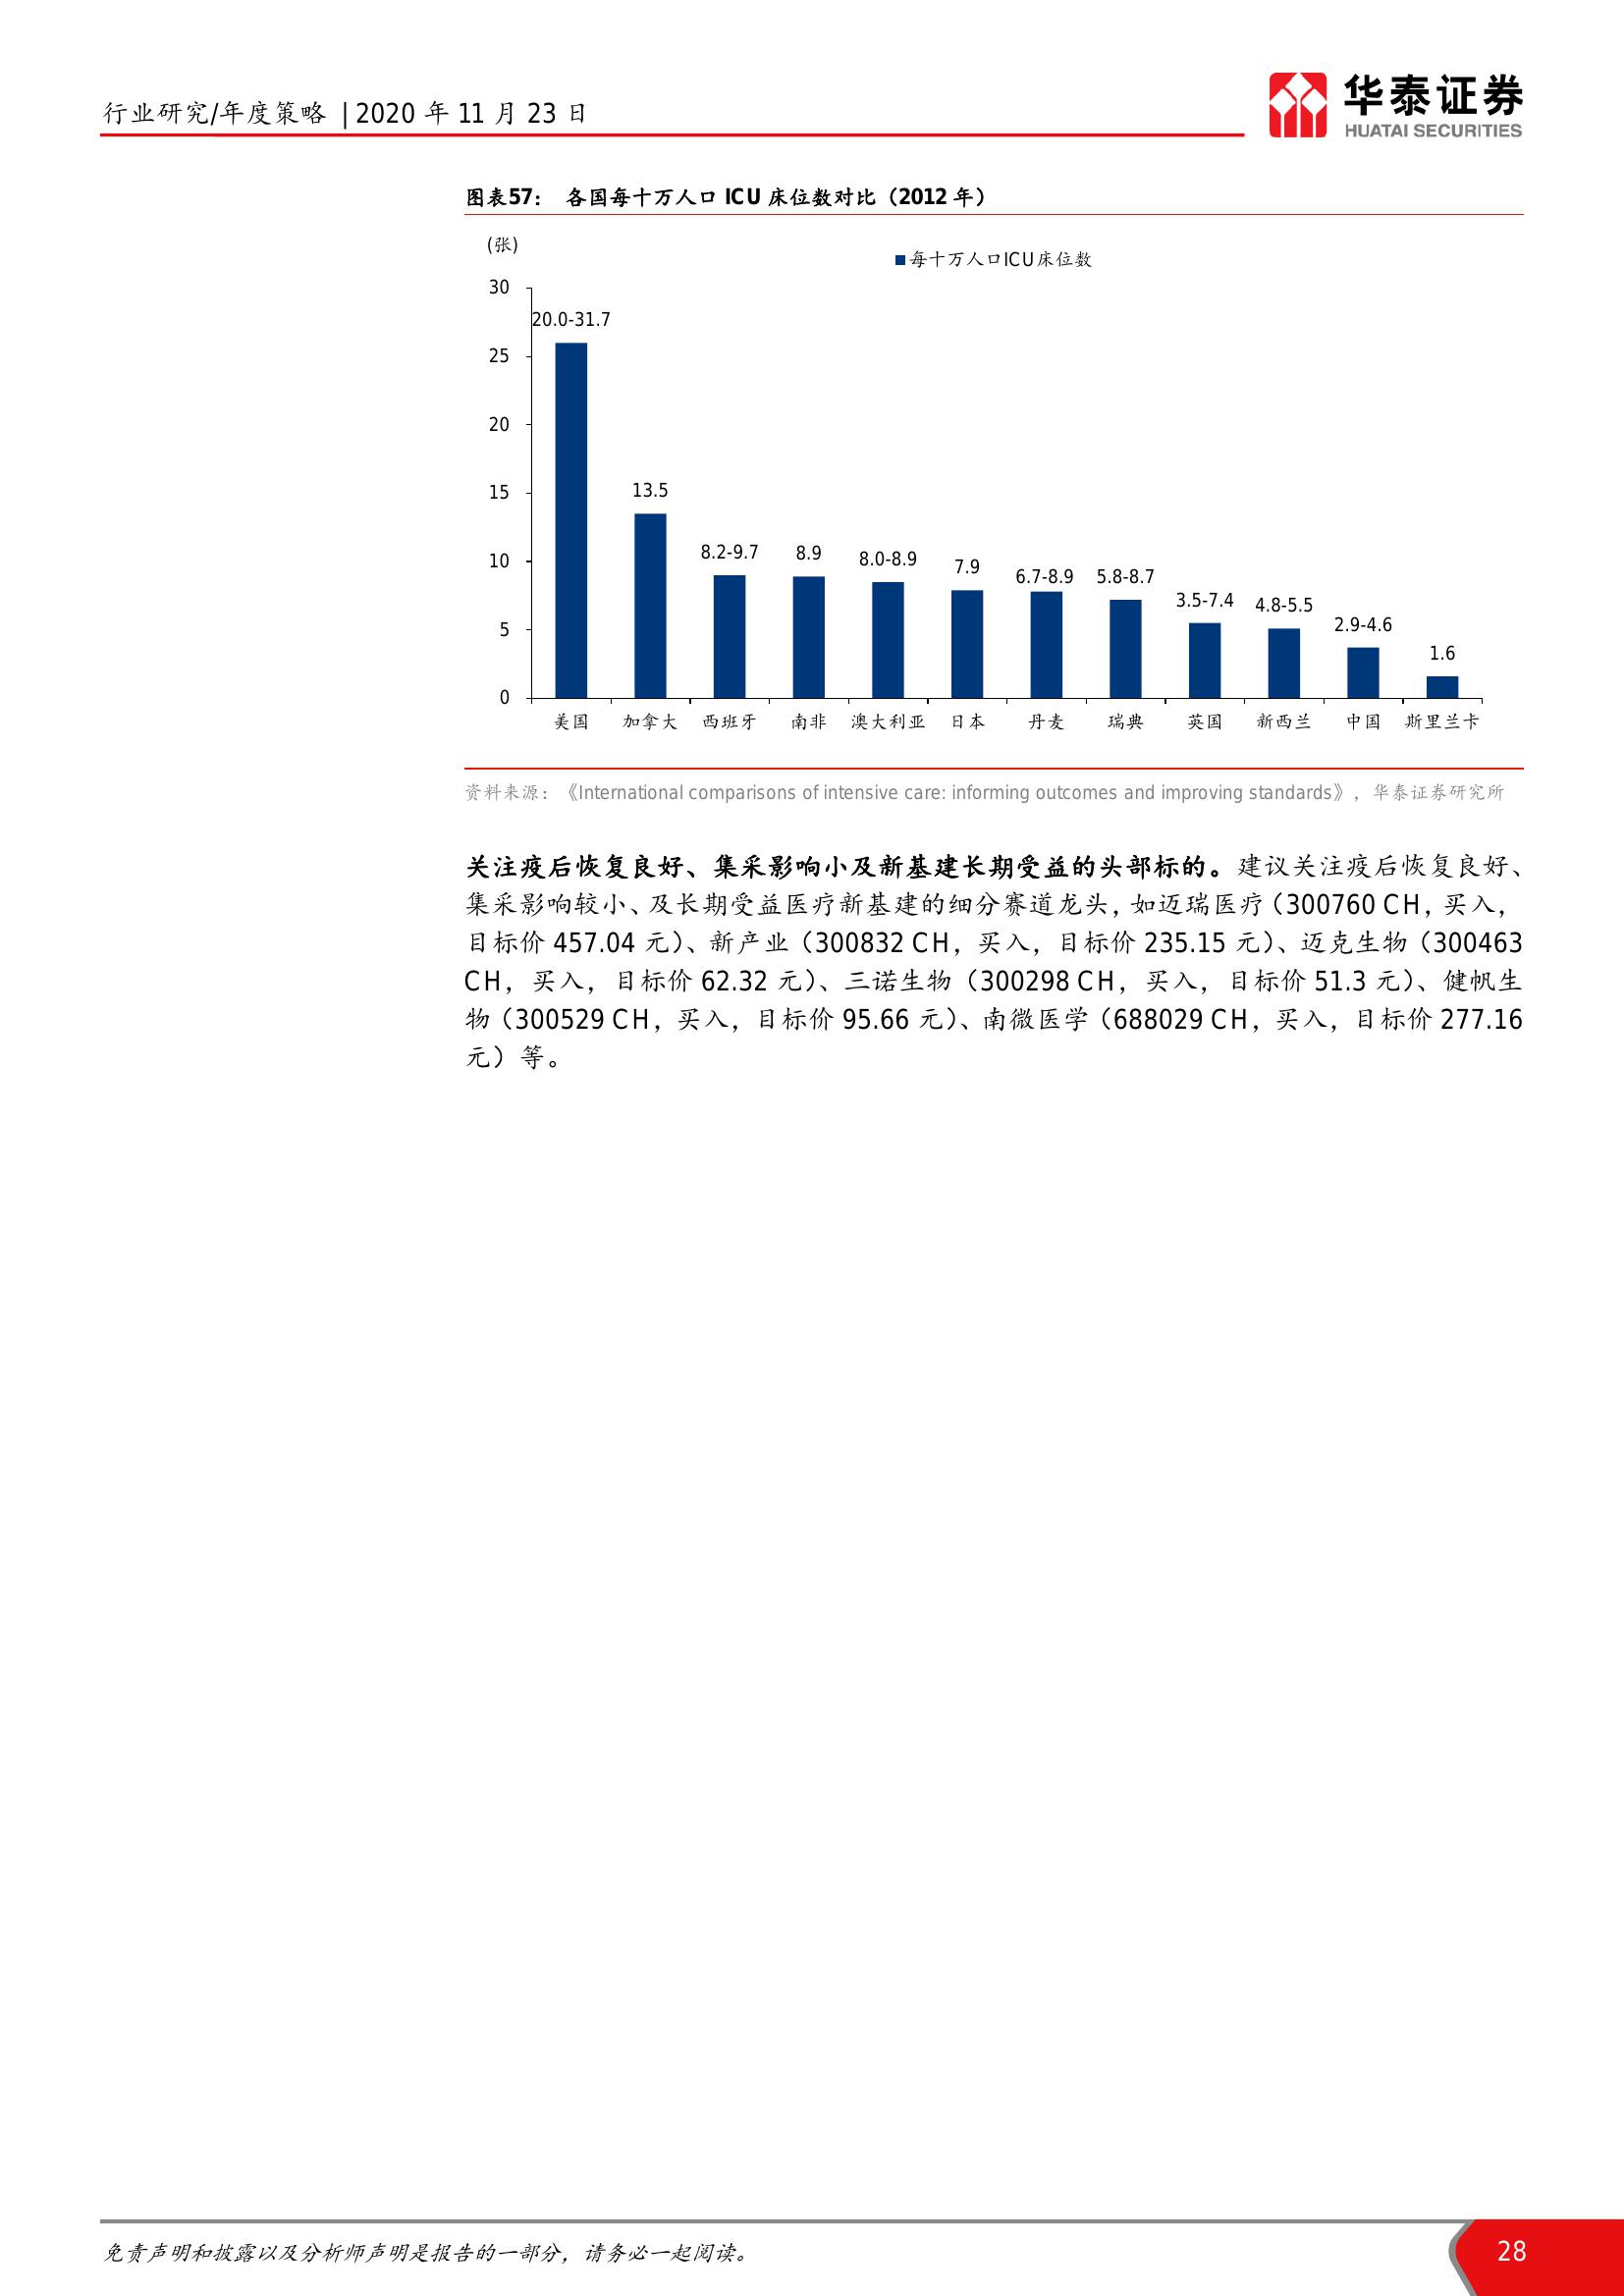 行业研究/年度策略 | 2020 年 11 月 23 日
华泰证券
HUATAI SECURITIES
图表57： 各国每十万人口 ICU 床位数对比（2012 年）
(张)
每十万人口ICU床位数
30
25
20
15
10
5
0
20.0-31.7
13.5
8.2-9.7
8.9
8.0-8.9
7.9
6.7-8.9
5.8-8.7
3.5-7.4
4.8-5.5
2.9-4.6
1.6
美国 加拿大 西班牙 南非 澳大利亚 日本 丹麦 瑞典 英国 新西兰 中国 斯里兰卡
资料来源：《International comparisons of intensive care: informing outcomes and improving standards》，华泰证券研究所
关注疫后恢复良好、集采影响小及新基建长期受益的头部标的。建议关注疫后恢复良好、
集采影响较小、及长期受益医疗新基建的细分赛道龙头，如迈瑞医疗（300760 CH，买入，
目标价 457.04 元）、新产业（300832 CH，买入，目标价 235.15 元）、迈克生物（300463
CH，买入，目标价 62.32 元）、三诺生物（300298 CH，买入，目标价 51.3 元）、健帆生
物（300529 CH，买入，目标价 95.66 元）、南微医学（688029 CH，买入，目标价 277.16
元）等。
免责声明和披露以及分析师声明是报告的一部分，请务必一起阅读。
28